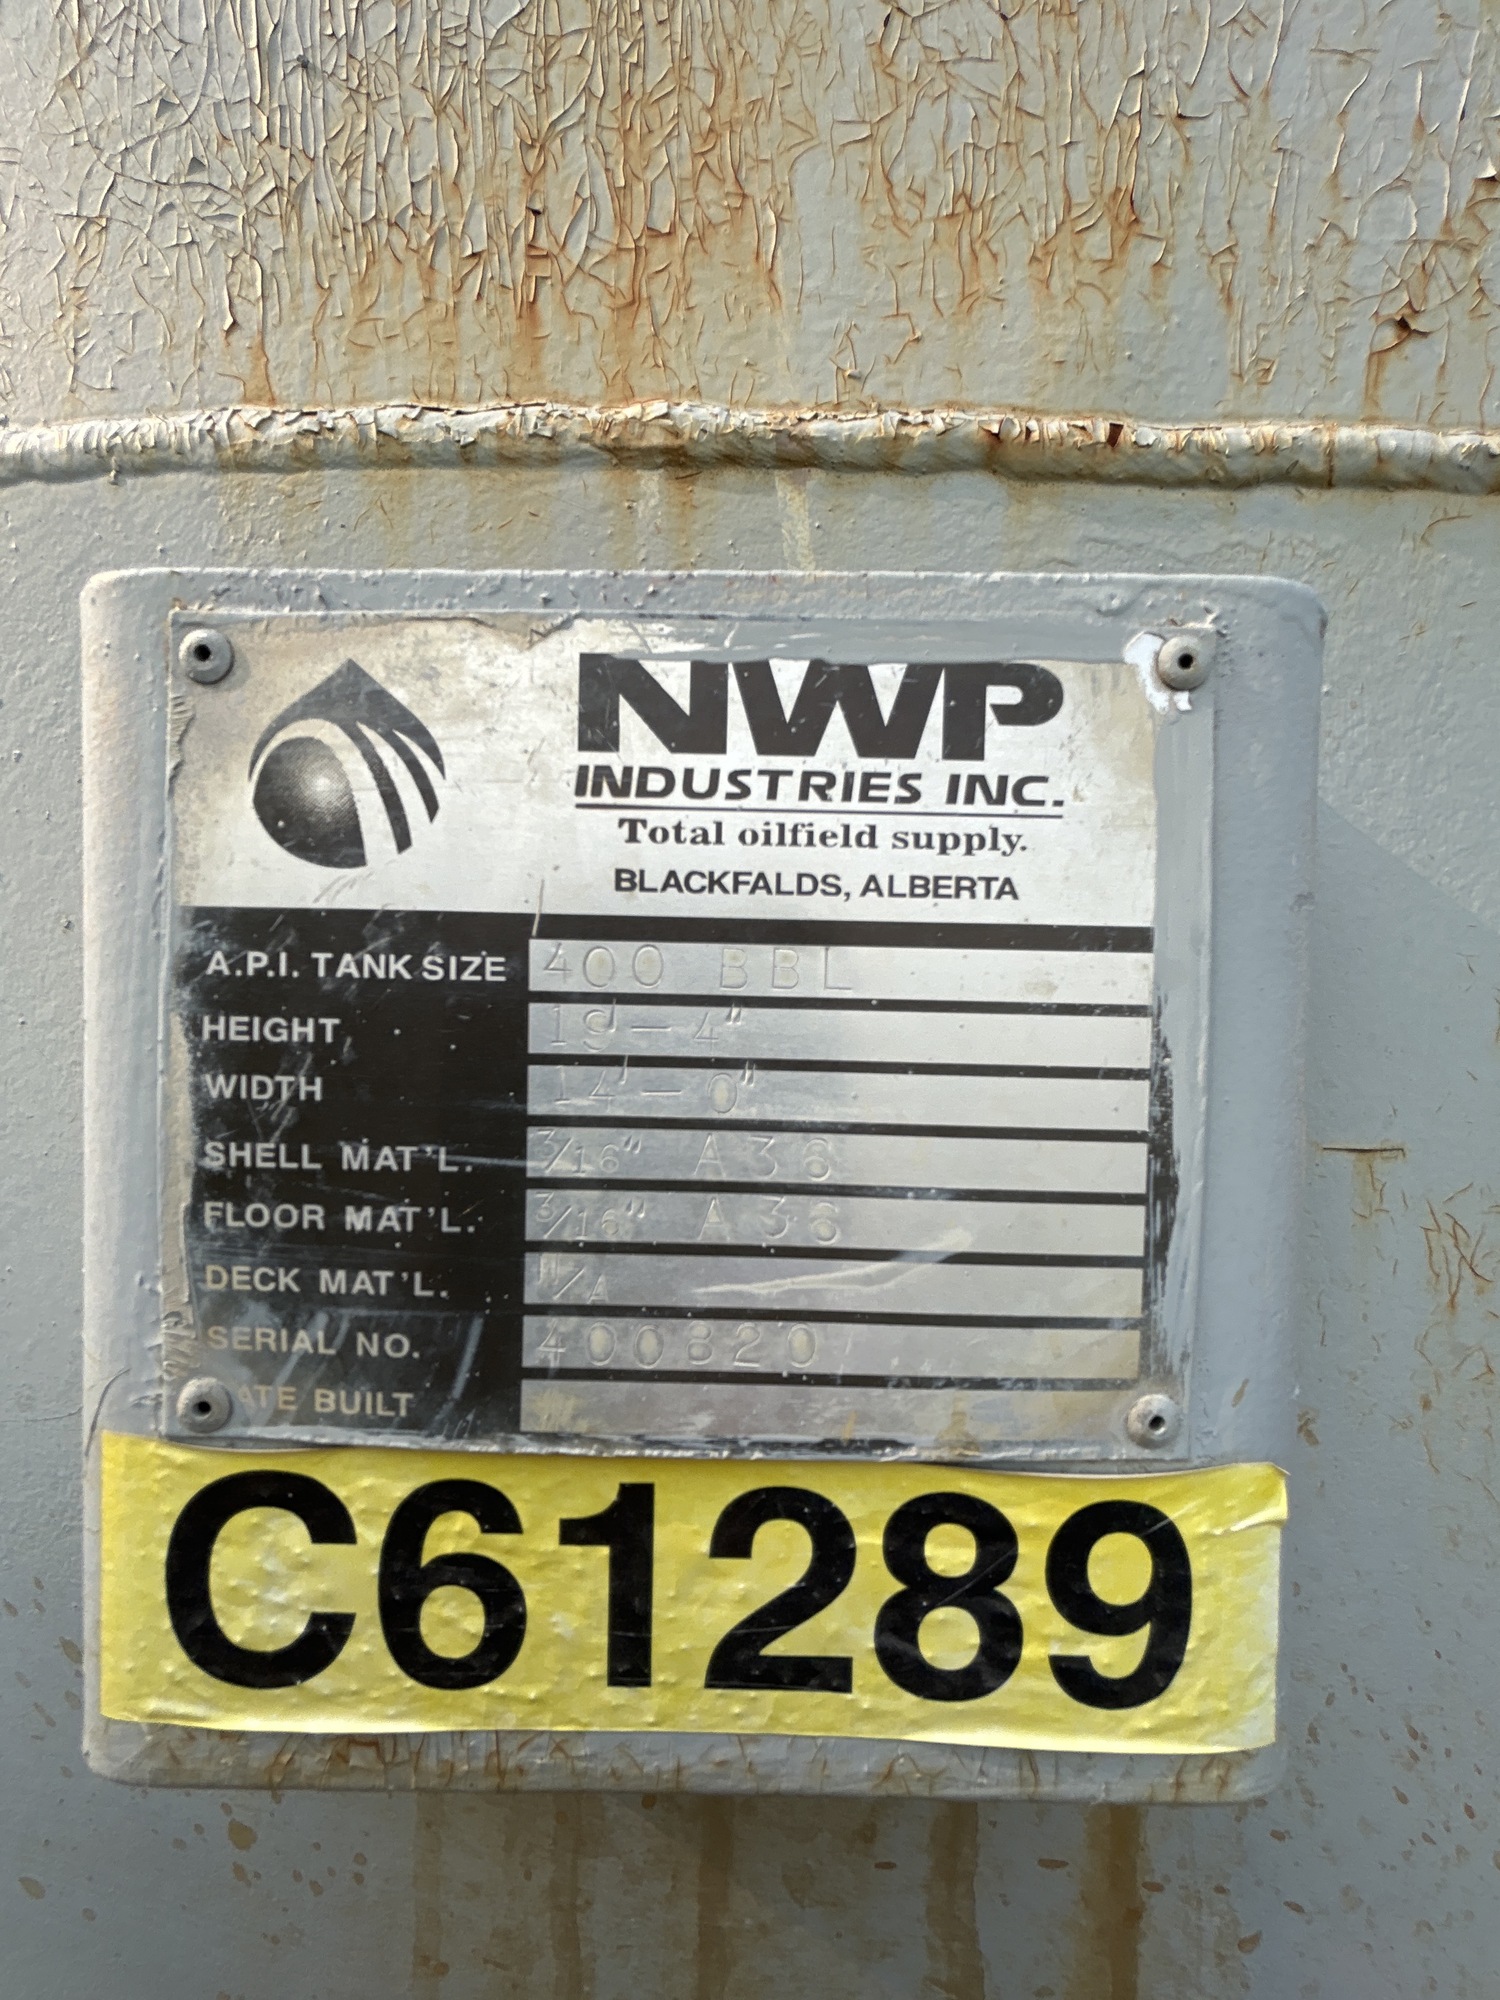 NWP
INDUSTRIES INC.
Total oilfield supply.
BLACKFALDS, ALBERTA
A.P.I. TANK SIZE 400 BBL
HEIGHT 19'-4"
WIDTH 14'-0"
SHELL MAT'L. 3/16" A36
FLOOR MAT'L. 3/16" A36
DECK MAT'L. N/A
SERIAL NO. 400820
BUILT
C61289